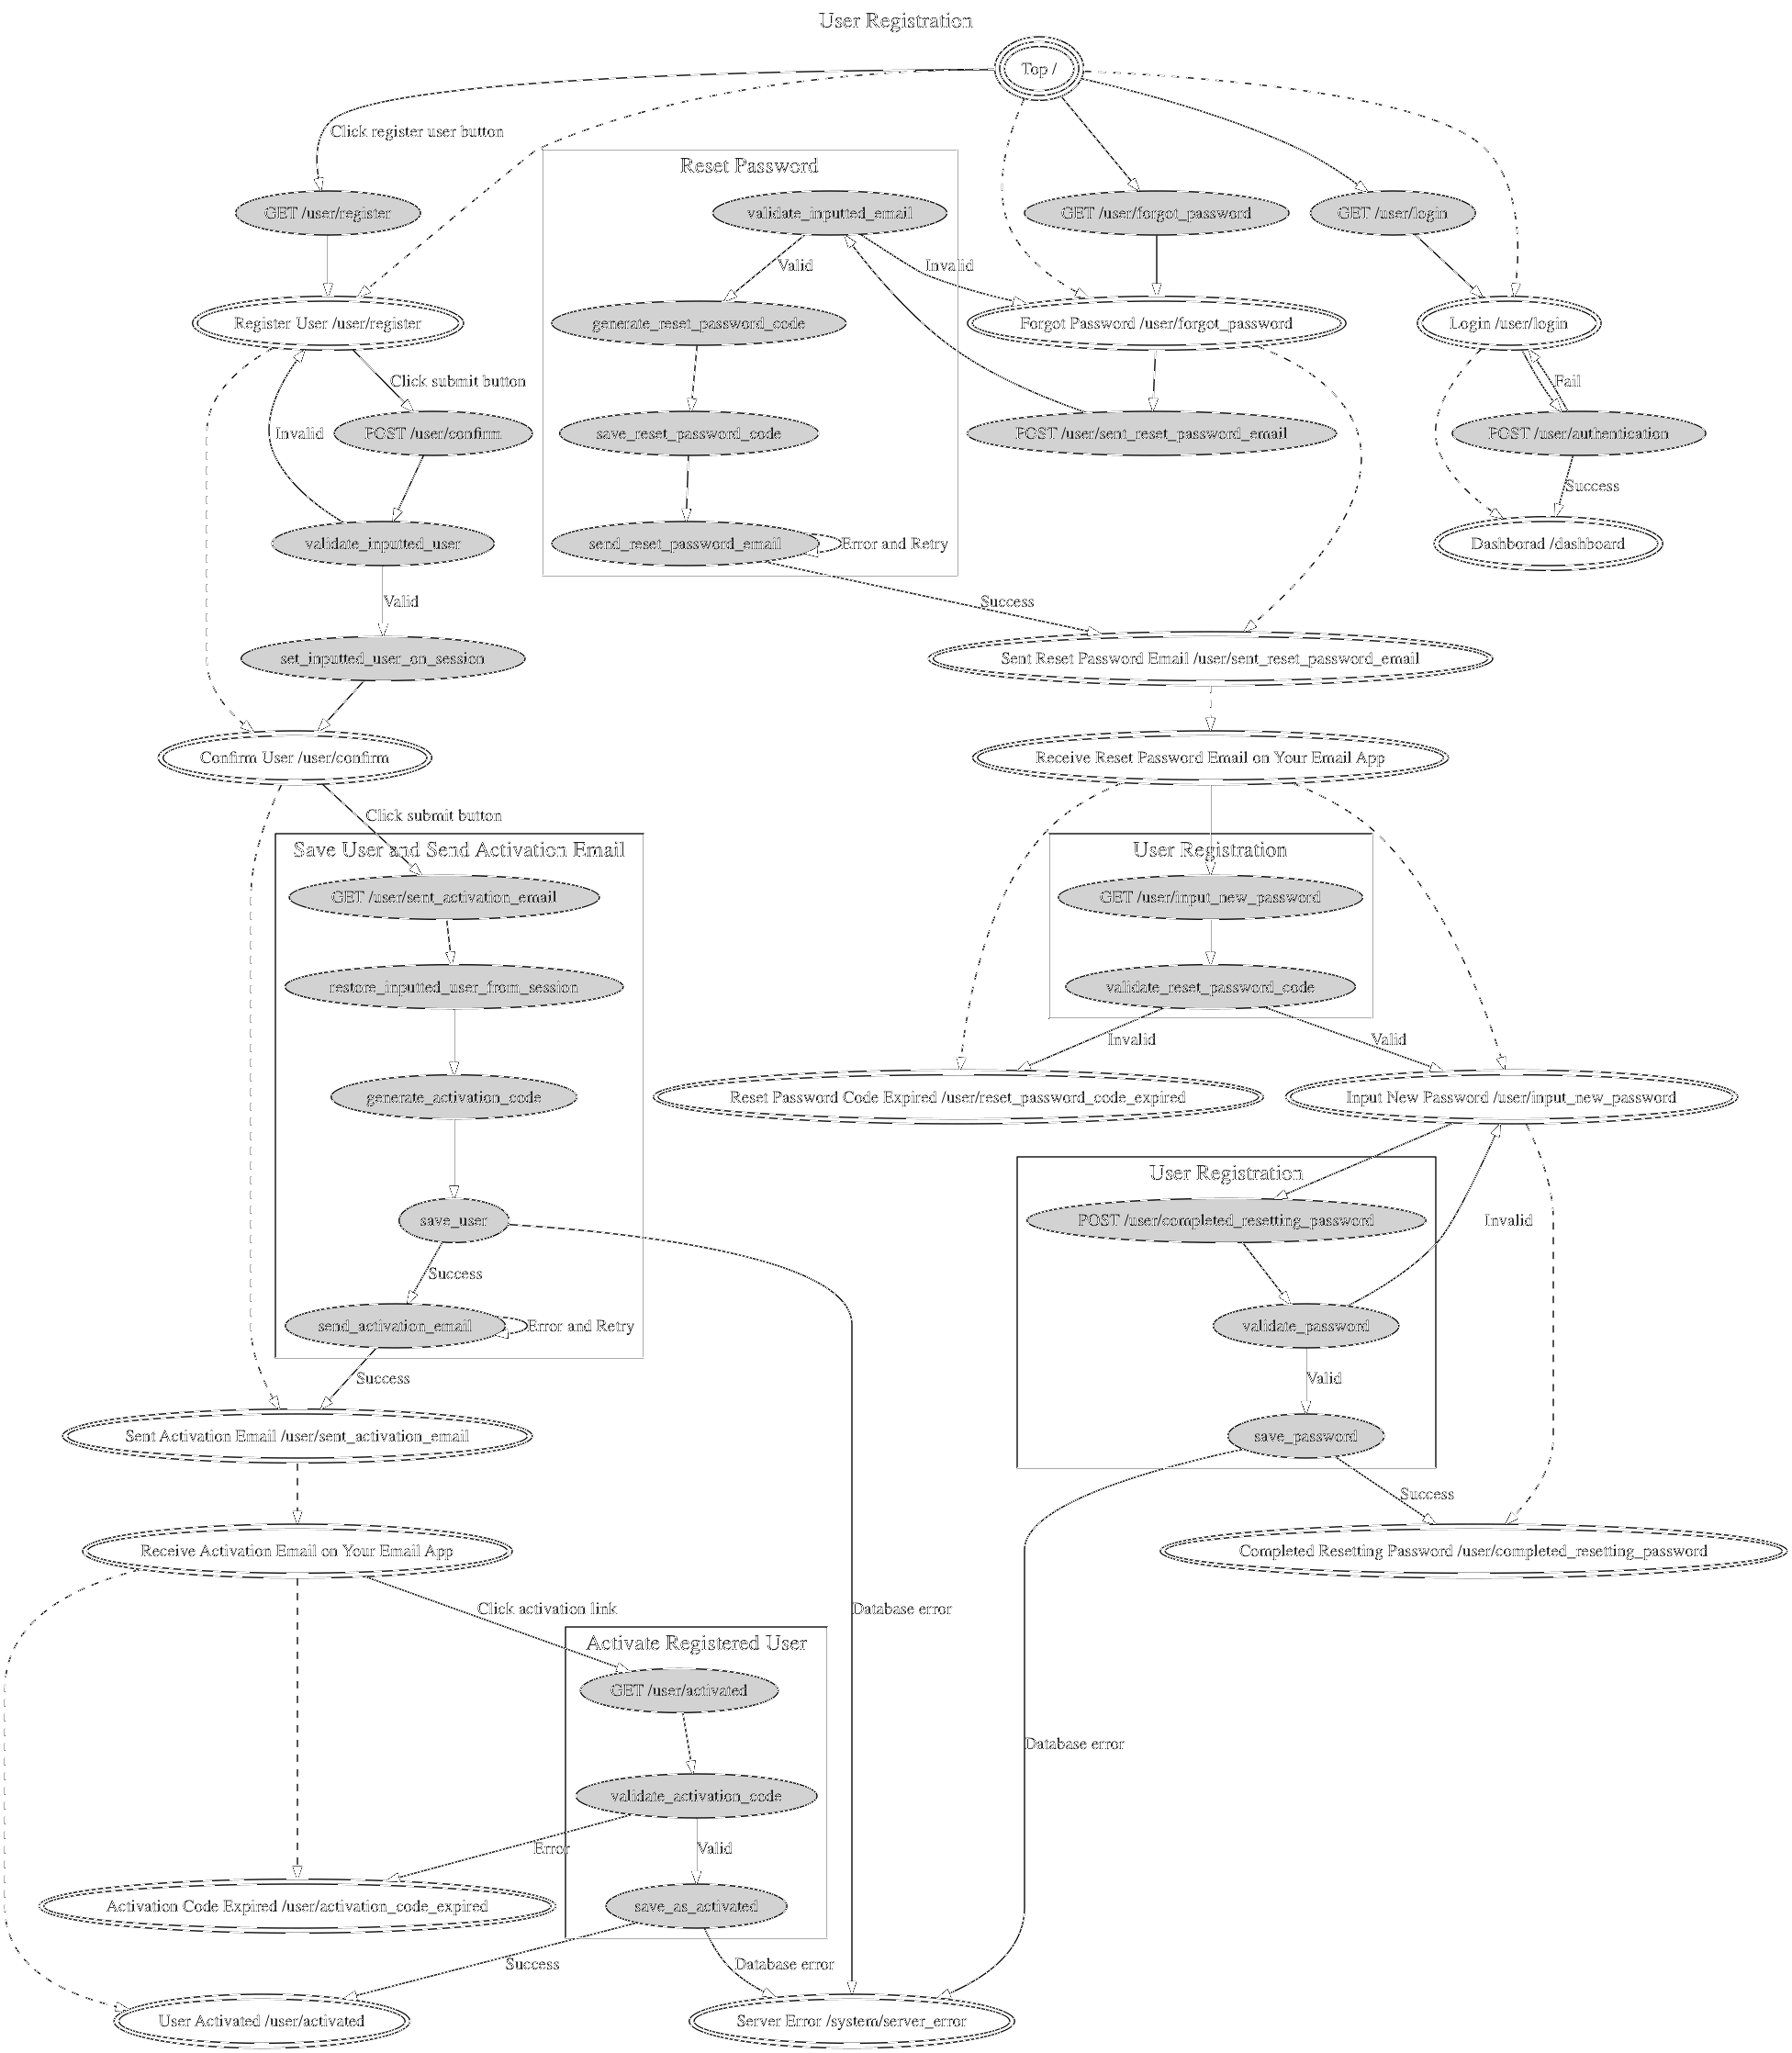 User Registration
Top /
Click register user button
Reset Password
GET /user/register
validate_inputted_email
GET /user/forgot_password
GET /user/login
Valid
Invalid
Register User /user/register
generate_reset_password_code
Forgot Password /user/forgot_password
Login /user/login
Click submit button
Fail
Invalid
POST /user/confirm
save_reset_password_code
POST /user/sent_reset_password_email
POST /user/authentication
Success
validate_inputted_user
send_reset_password_email
Error and Retry
Dashborad /dashboard
Valid
Success
set_inputted_user_on_session
Sent Reset Password Email /user/sent_reset_password_email
Confirm User /user/confirm
Receive Reset Password Email on Your Email App
Click submit button
Save User and Send Activation Email
User Registration
GET /user/sent_activation_email
GET /user/input_new_password
restore_inputted_user_from_session
validate_reset_password_code
Invalid
Valid
generate_activation_code
Reset Password Code Expired /user/reset_password_code_expired
Input New Password /user/input_new_password
User Registration
save_user
POST /user/completed_resetting_password
Invalid
Success
send_activation_email
Error and Retry
validate_password
Success
Valid
Sent Activation Email /user/sent_activation_email
save_password
Success
Receive Activation Email on Your Email App
Completed Resetting Password /user/completed_resetting_password
Click activation link
Database error
Activate Registered User
GET /user/activated
Database error
validate_activation_code
Error
Valid
Activation Code Expired /user/activation_code_expired
save_as_activated
Success
Database error
User Activated /user/activated
Server Error /system/server_error